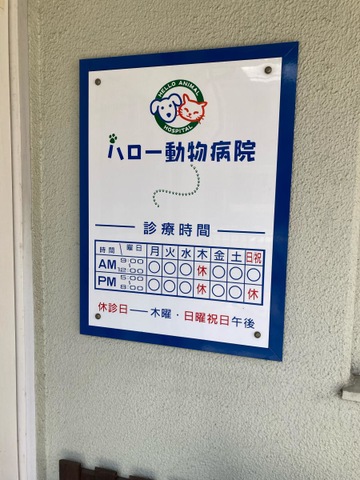 HELLO ANIMAL
HOSPITAL
ハロー動物病院
診療時間
時間 曜日 月 火 水 木 金 土 日祝
AM 9:00～12:00 ○ ○ ○ 休 ○ ○ ○
PM 5:00～8:00 ○ ○ ○ 休 ○ ○ 休
休診日―木曜・日曜祝日午後